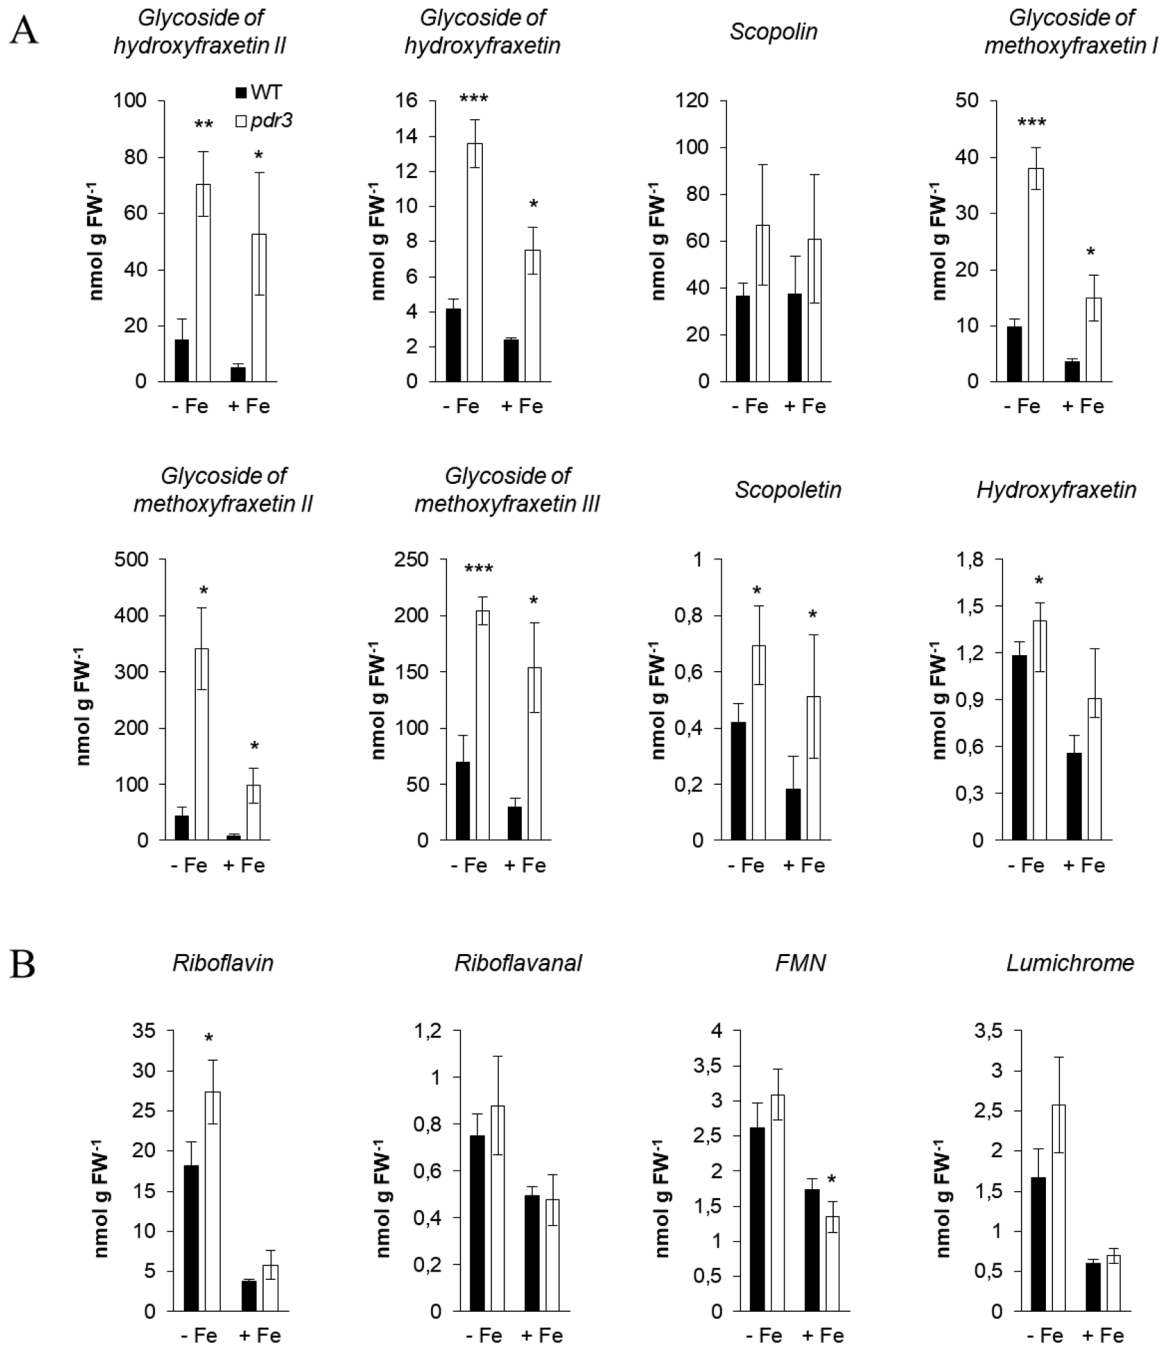 A
Glycoside of
hydroxyfraxetin II
Glycoside of
hydroxyfraxetin
Scopolin
Glycoside of
methoxyfraxetin I
WT
pdr3
nmol g FW-1
100
80
60
40
20
0
**
*
- Fe + Fe
nmol g FW-1
16
14
12
10
8
6
4
2
0
***
*
- Fe + Fe
nmol g FW-1
120
100
80
60
40
20
0
- Fe + Fe
nmol g FW-1
50
40
30
20
10
0
***
*
- Fe + Fe
Glycoside of
methoxyfraxetin II
Glycoside of
methoxyfraxetin III
Scopoletin
Hydroxyfraxetin
nmol g FW-1
500
400
300
200
100
0
*
*
- Fe + Fe
nmol g FW-1
250
200
150
100
50
0
***
*
- Fe + Fe
nmol g FW-1
1
0,8
0,6
0,4
0,2
0
*
*
- Fe + Fe
nmol g FW-1
1,8
1,5
1,2
0,9
0,6
0,3
0
*
- Fe + Fe
B
Riboflavin
Riboflavanal
FMN
Lumichrome
nmol g FW-1
35
30
25
20
15
10
5
0
*
- Fe + Fe
nmol g FW-1
1,2
1
0,8
0,6
0,4
0,2
0
- Fe + Fe
nmol g FW-1
4
3,5
3
2,5
2
1,5
1
0,5
0
*
- Fe + Fe
nmol g FW-1
3,5
3
2,5
2
1,5
1
0,5
0
- Fe + Fe